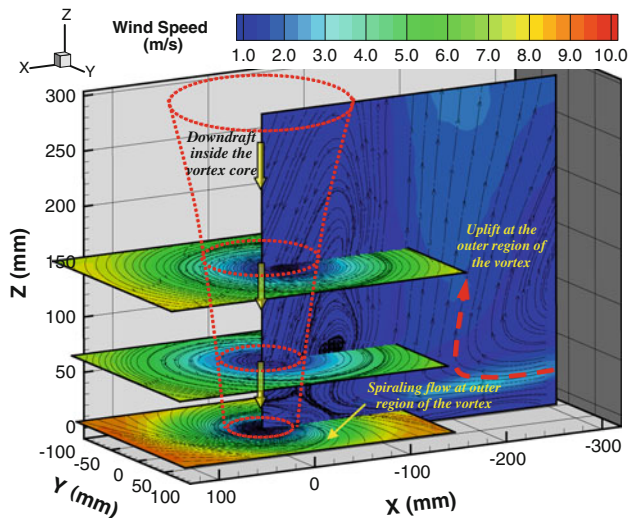 Wind Speed
(m/s)
1.0 2.0 3.0 4.0 5.0 6.0 7.0 8.0 9.0 10.0
Z
X
Y
300
250
200
150
100
50
0
Z (mm)
Downdraft
inside the
vortex core
Uplift at the
outer region of
the vortex
Spiraling flow at outer
region of the vortex
-100
-50
0
50
100
Y (mm)
100
0
-100
-200
-300
X (mm)